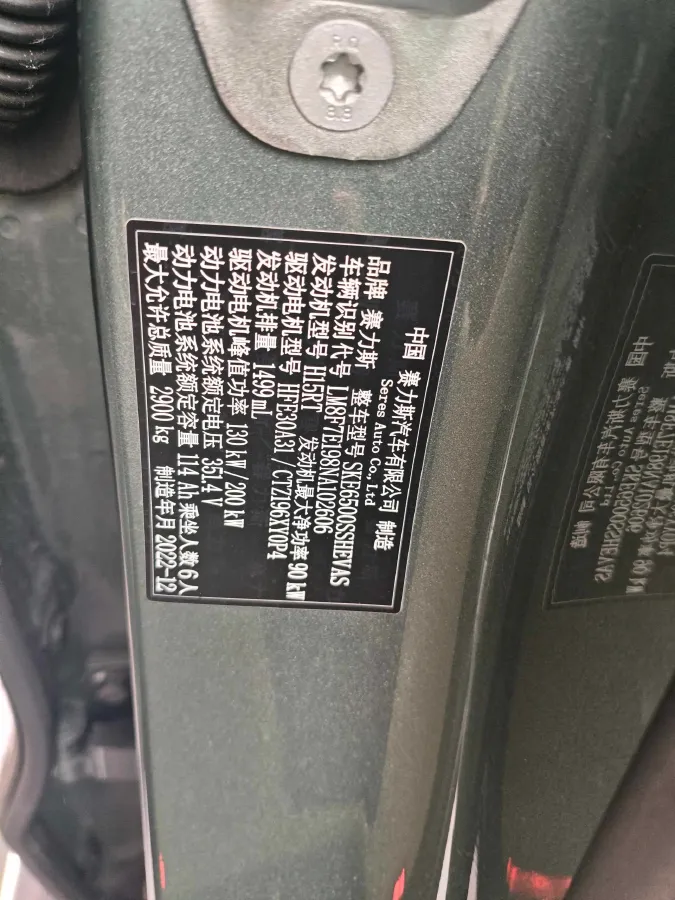 8.8
中国 赛力斯汽车有限公司 制造
Seres Auto Co., Ltd
品牌 赛力斯 整车型号 SKE6500SSHEVAS
车辆识别代号 LM8F7E198NA102606
发动机型号 H15RT 发动机最大净功率 90 kW
驱动电机型号 HFE30A31 / CTZ196XY0P4
发动机排量 1499 mL
驱动电机峰值功率 130 kW/200 kW
动力电池系统额定电压 355.4 V
动力电池系统额定容量 114 Ah 乘坐人数 6 人
最大允许总质量 2900 kg 制造年月 2022-12